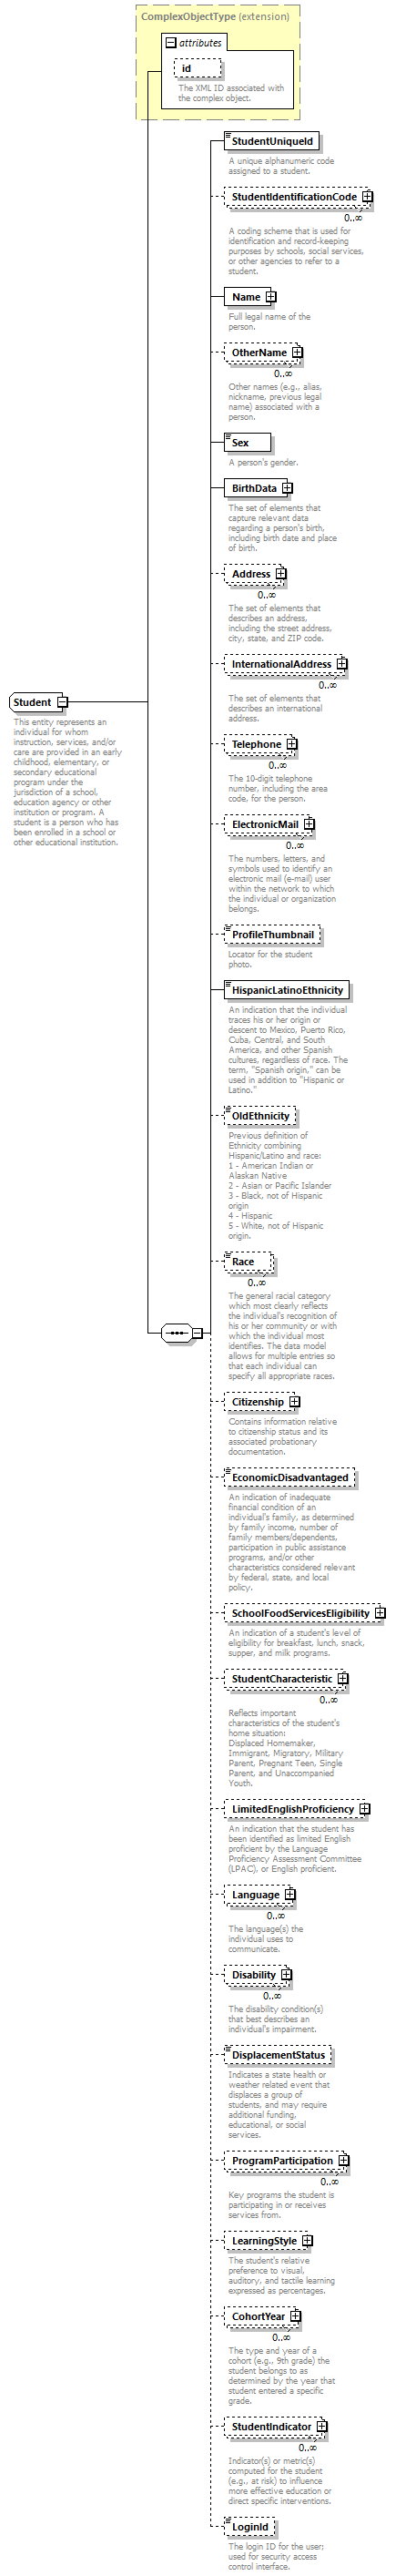 ComplexObjectType (extension)
attributes
id
The XML ID associated with
the complex object.
StudentUniqueId
A unique alphanumeric code
assigned to a student.
StudentIdentificationCode
0..∞
A coding scheme that is used for
identification and record-keeping
purposes by schools, social services,
or other agencies to refer to a
student.
Name
Full legal name of the
person.
OtherName
0..∞
Other names (e.g., alias,
nickname, previous legal
name) associated with a
person.
Sex
A person's gender.
BirthData
The set of elements that
capture relevant data
regarding a person's birth,
including birth date and place
of birth.
Address
0..∞
The set of elements that
describes an address,
including the street address,
city, state, and ZIP code.
InternationalAddress
0..∞
The set of elements that
describes an international
address.
Student
This entity represents an
individual for whom
instruction, services, and/or
care are provided in an early
childhood, elementary, or
secondary educational
program under the
jurisdiction of a school,
education agency or other
institution or program. A
student is a person who has
been enrolled in a school or
other educational institution.
Telephone
0..∞
The 10-digit telephone
number, including the area
code, for the person.
ElectronicMail
0..∞
The numbers, letters, and
symbols used to identify an
electronic mail (e-mail) user
within the network to which
the individual or organization
belongs.
ProfileThumbnail
Locator for the student
photo.
HispanicLatinoEthnicity
An indication that the individual
traces his or her origin or
descent to Mexico, Puerto Rico,
Cuba, Central, and South
America, and other Spanish
cultures, regardless of race. The
term, "Spanish origin," can be
used in addition to "Hispanic or
Latino."
OldEthnicity
Previous definition of
Ethnicity combining
Hispanic/Latino and race:
1 - American Indian or
Alaskan Native
2 - Asian or Pacific Islander
3 - Black, not of Hispanic
origin
4 - Hispanic
5 - White, not of Hispanic
origin.
Race
0..∞
The general racial category
which most clearly reflects
the individual's recognition of
his or her community or with
which the individual most
identifies. The data model
allows for multiple entries so
that each individual can
specify all appropriate races.
Citizenship
Contains information relative
to citizenship status and its
associated probationary
documentation.
EconomicDisadvantaged
An indication of inadequate
financial condition of an
individual's family, as determined
by family income, number of
family members/dependents,
participation in public assistance
programs, and/or other
characteristics considered relevant
by federal, state, and local
policy.
SchoolFoodServicesEligibility
An indication of a student's level of
eligibility for breakfast, lunch, snack,
supper, and milk programs.
StudentCharacteristic
0..∞
Reflects important
characteristics of the student's
home situation:
Displaced Homemaker,
Immigrant, Migratory, Military
Parent, Pregnant Teen, Single
Parent, and Unaccompanied
Youth.
LimitedEnglishProficiency
An indication that the student has
been identified as limited English
proficient by the Language
Proficiency Assessment Committee
(LPAC), or English proficient.
Language
0..∞
The language(s) the
individual uses to
communicate.
Disability
0..∞
The disability condition(s)
that best describes an
individual's impairment.
DisplacementStatus
Indicates a state health or
weather related event that
displaces a group of
students, and may require
additional funding,
educational, or social
services.
ProgramParticipation
0..∞
Key programs the student is
participating in or receives
services from.
LearningStyle
The student's relative
preference to visual,
auditory, and tactile learning
expressed as percentages.
CohortYear
0..∞
The type and year of a
cohort (e.g., 9th grade) the
student belongs to as
determined by the year that
student entered a specific
grade.
StudentIndicator
0..∞
Indicator(s) or metric(s)
computed for the student
(e.g., at risk) to influence
more effective education or
direct specific interventions.
LoginId
The login ID for the user;
used for security access
control interface.